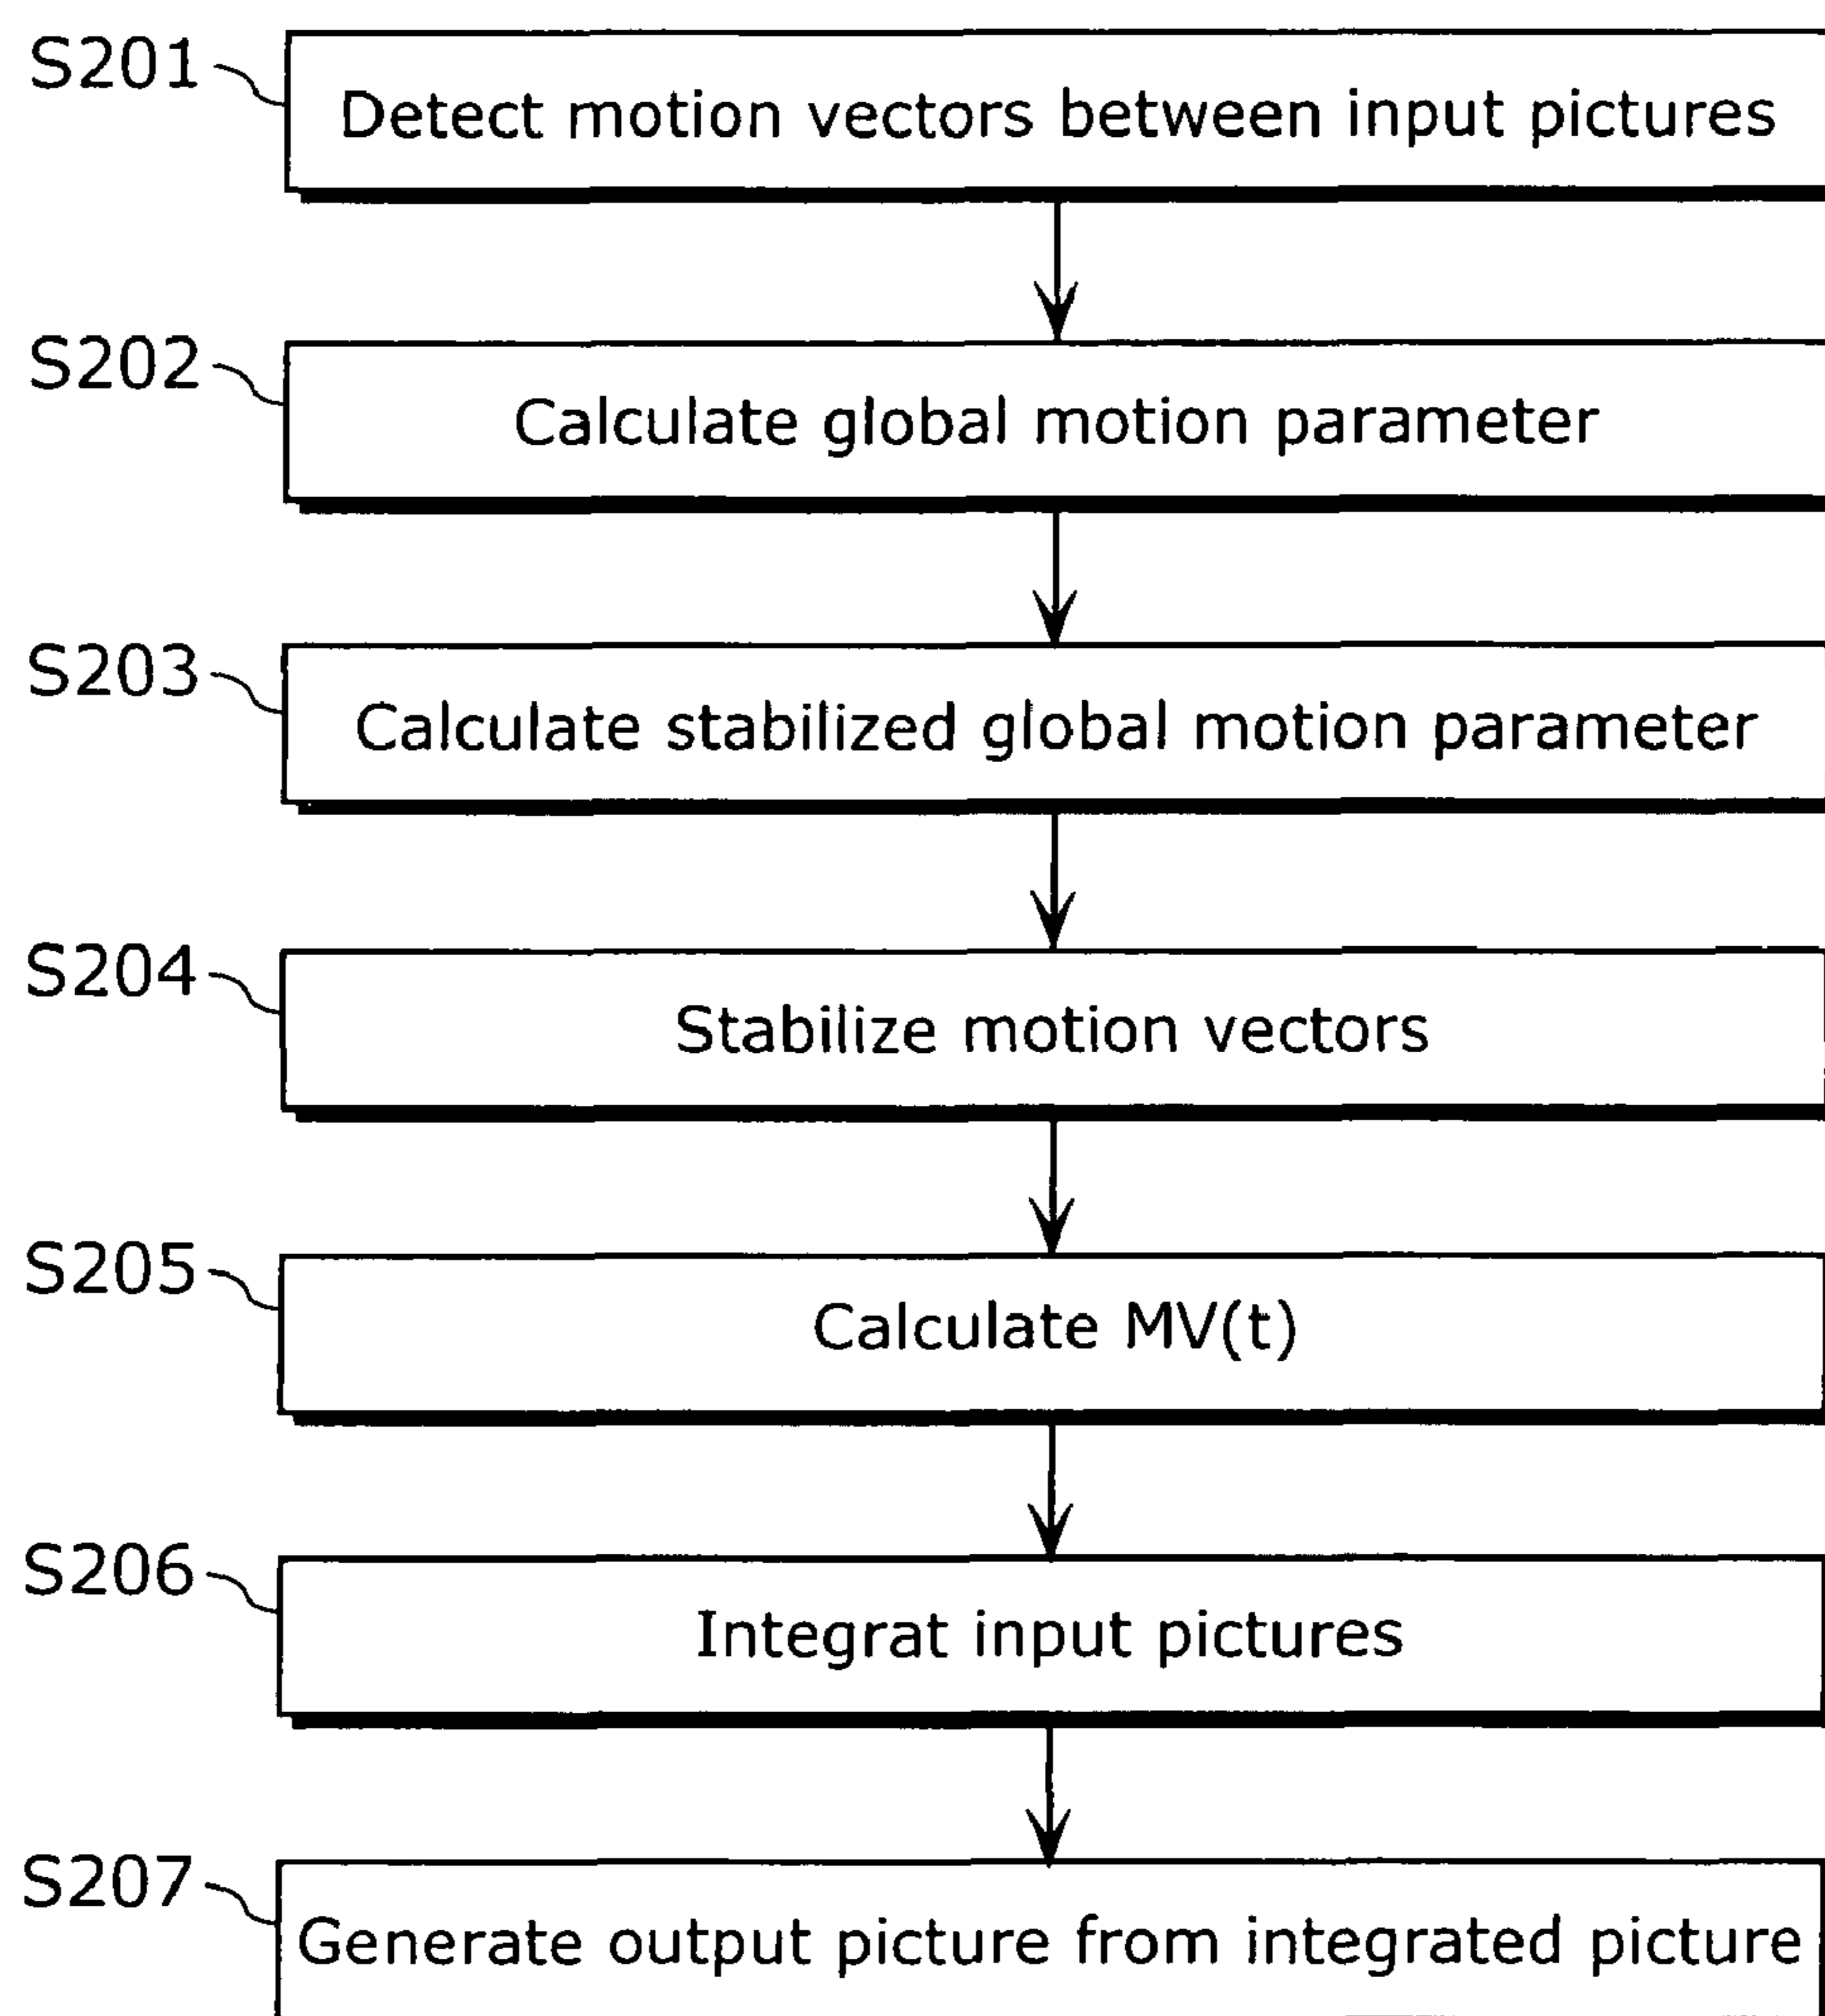 S201
Detect motion vectors between input pictures
S202
Calculate global motion parameter
S203
Calculate stabilized global motion parameter
S204
Stabilize motion vectors
S205
Calculate MV(t)
S206
Integrat input pictures
S207
Generate output picture from integrated picture